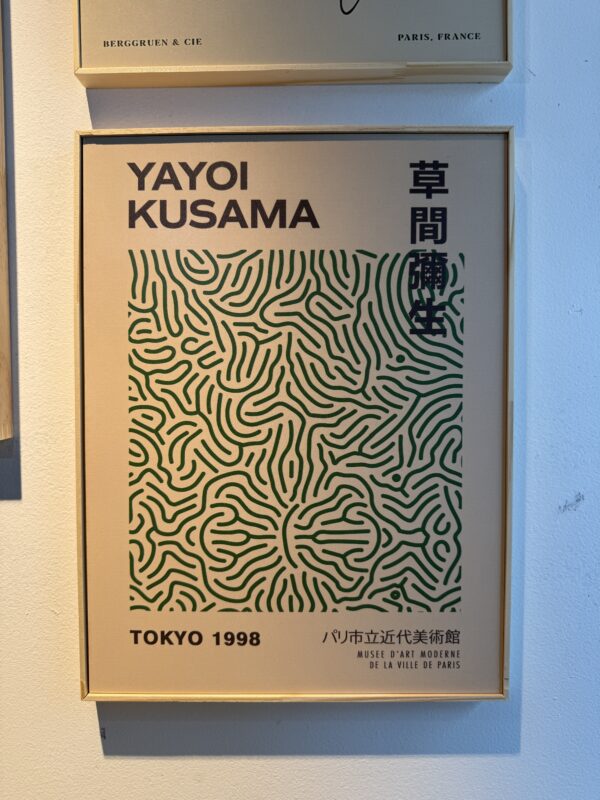 BERGGRUEN & CIE
PARIS, FRANCE
YAYOI
KUSAMA
草間彌生
TOKYO 1998
パリ市立近代美術館
MUSEE D'ART MODERNE
DE LA VILLE DE PARIS